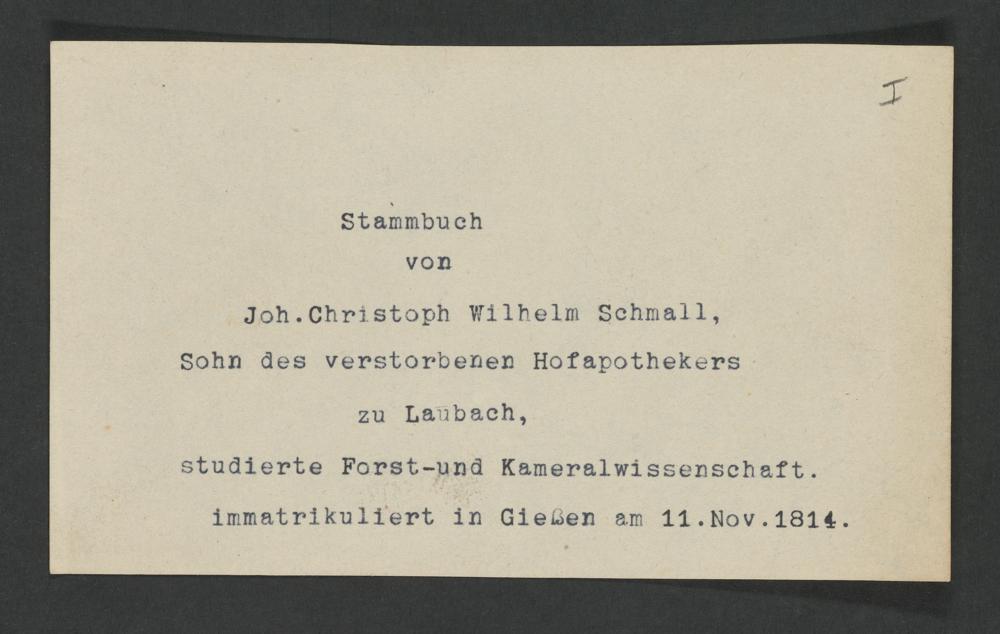 I
Stammbuch
von
Joh.Christoph Wilhelm Schmall,
Sohn des verstorbenen Hofapothekers
zu Laubach,
studierte Forst-und Kameralwissenschaft.
immatrikuliert in Gießen am 11.Nov.1814.